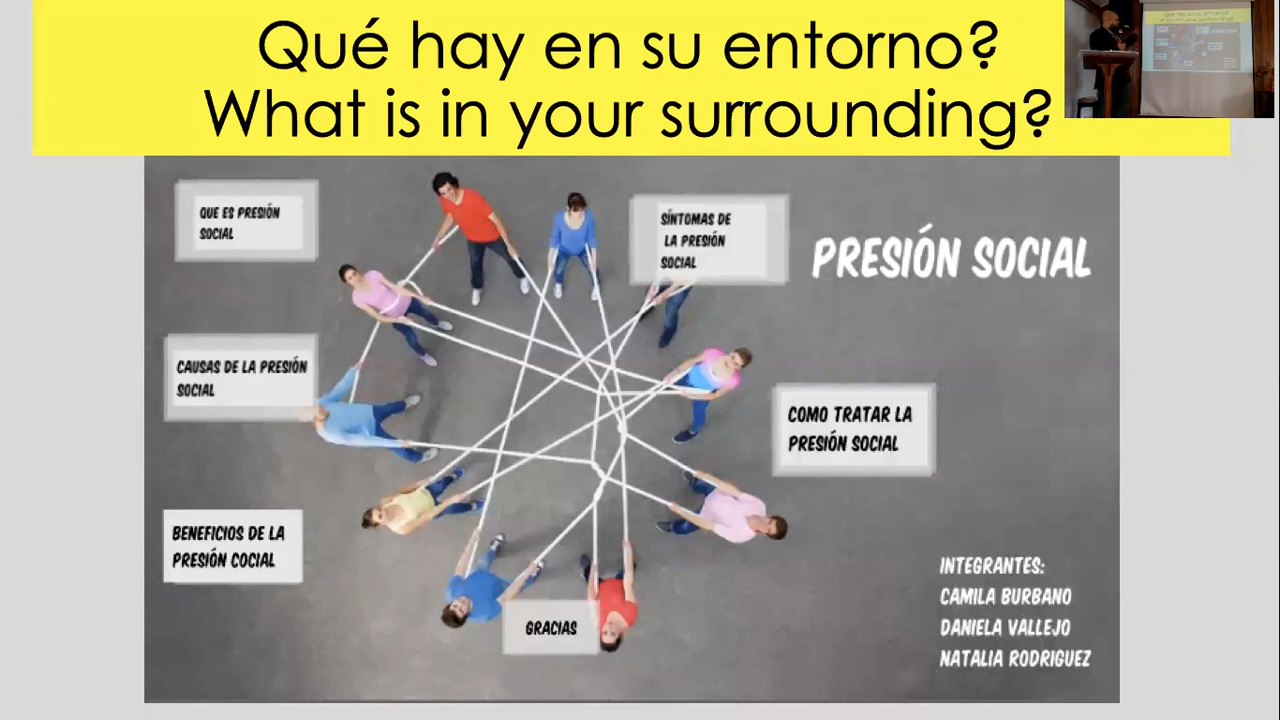 Qué hay en su entorno?
What is in your surrounding?
QUE ES PRESIÓN
SOCIAL
SÍNTOMAS DE
LA PRESIÓN
SOCIAL
PRESIÓN SOCIAL
CAUSAS DE LA PRESIÓN
SOCIAL
COMO TRATAR LA
PRESIÓN SOCIAL
BENEFICIOS DE LA
PRESIÓN COCIAL
GRACIAS
INTEGRANTES:
CAMILA BURBANO
DANIELA VALLEJO
NATALIA RODRIGUEZ